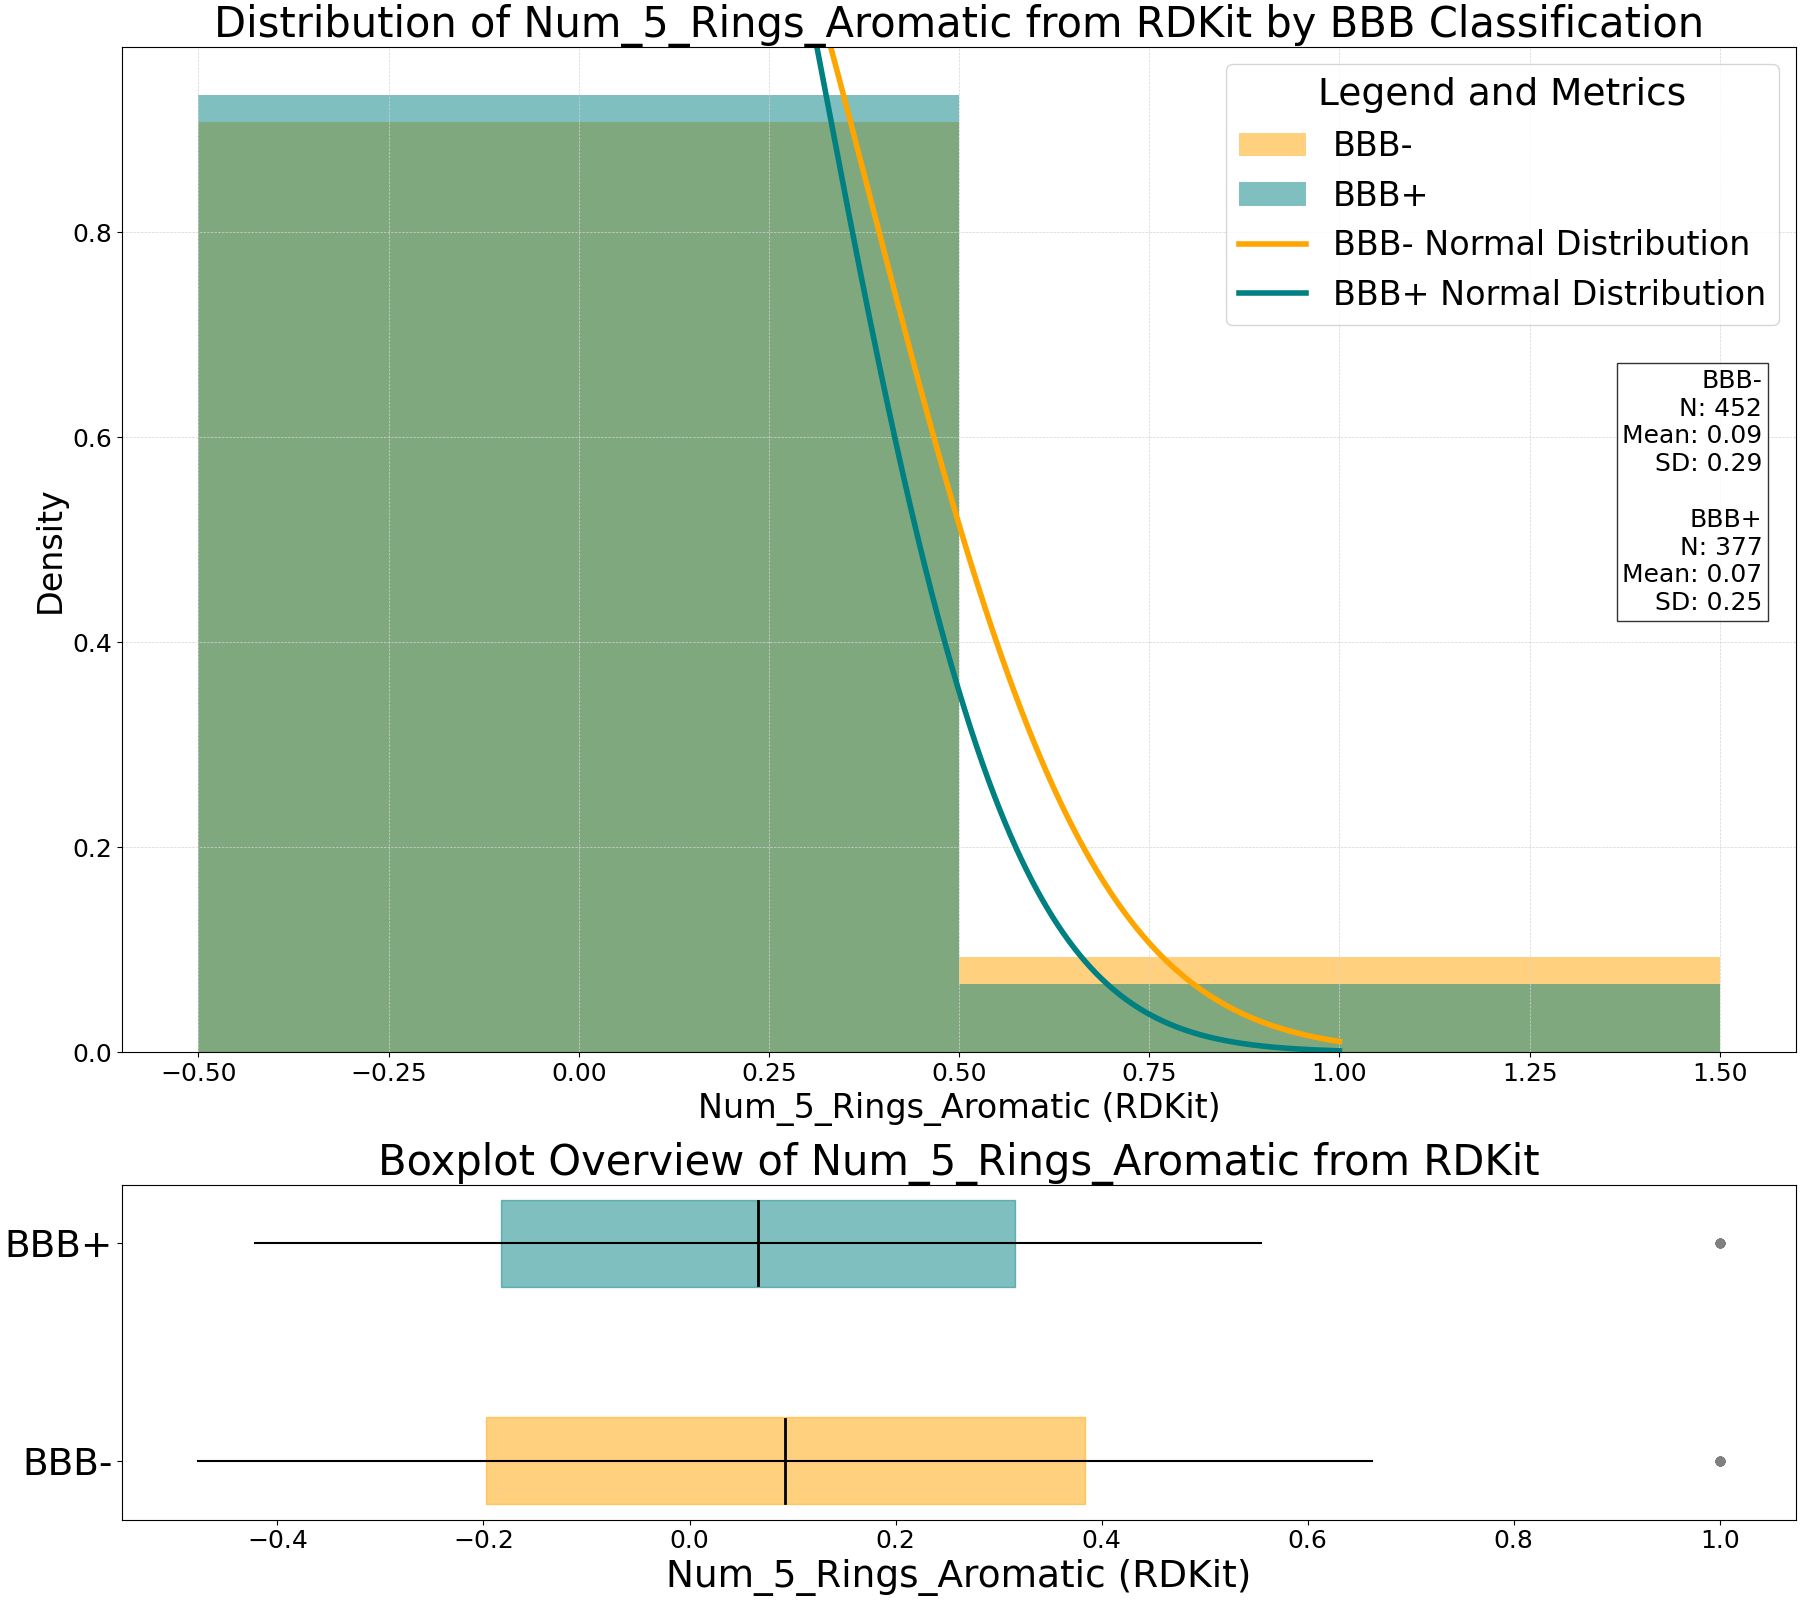 Distribution of Num_5_Rings_Aromatic from RDKit by BBB Classification
Legend and Metrics
BBB-
BBB+
BBB- Normal Distribution
BBB+ Normal Distribution
BBB-
N: 452
Mean: 0.09
SD: 0.29
BBB+
N: 377
Mean: 0.07
SD: 0.25
Density
0.8
0.6
0.4
0.2
0.0
−0.50 −0.25 0.00 0.25 0.50 0.75 1.00 1.25 1.50
Num_5_Rings_Aromatic (RDKit)
Boxplot Overview of Num_5_Rings_Aromatic from RDKit
BBB+
BBB-
−0.4 −0.2 0.0 0.2 0.4 0.6 0.8 1.0
Num_5_Rings_Aromatic (RDKit)